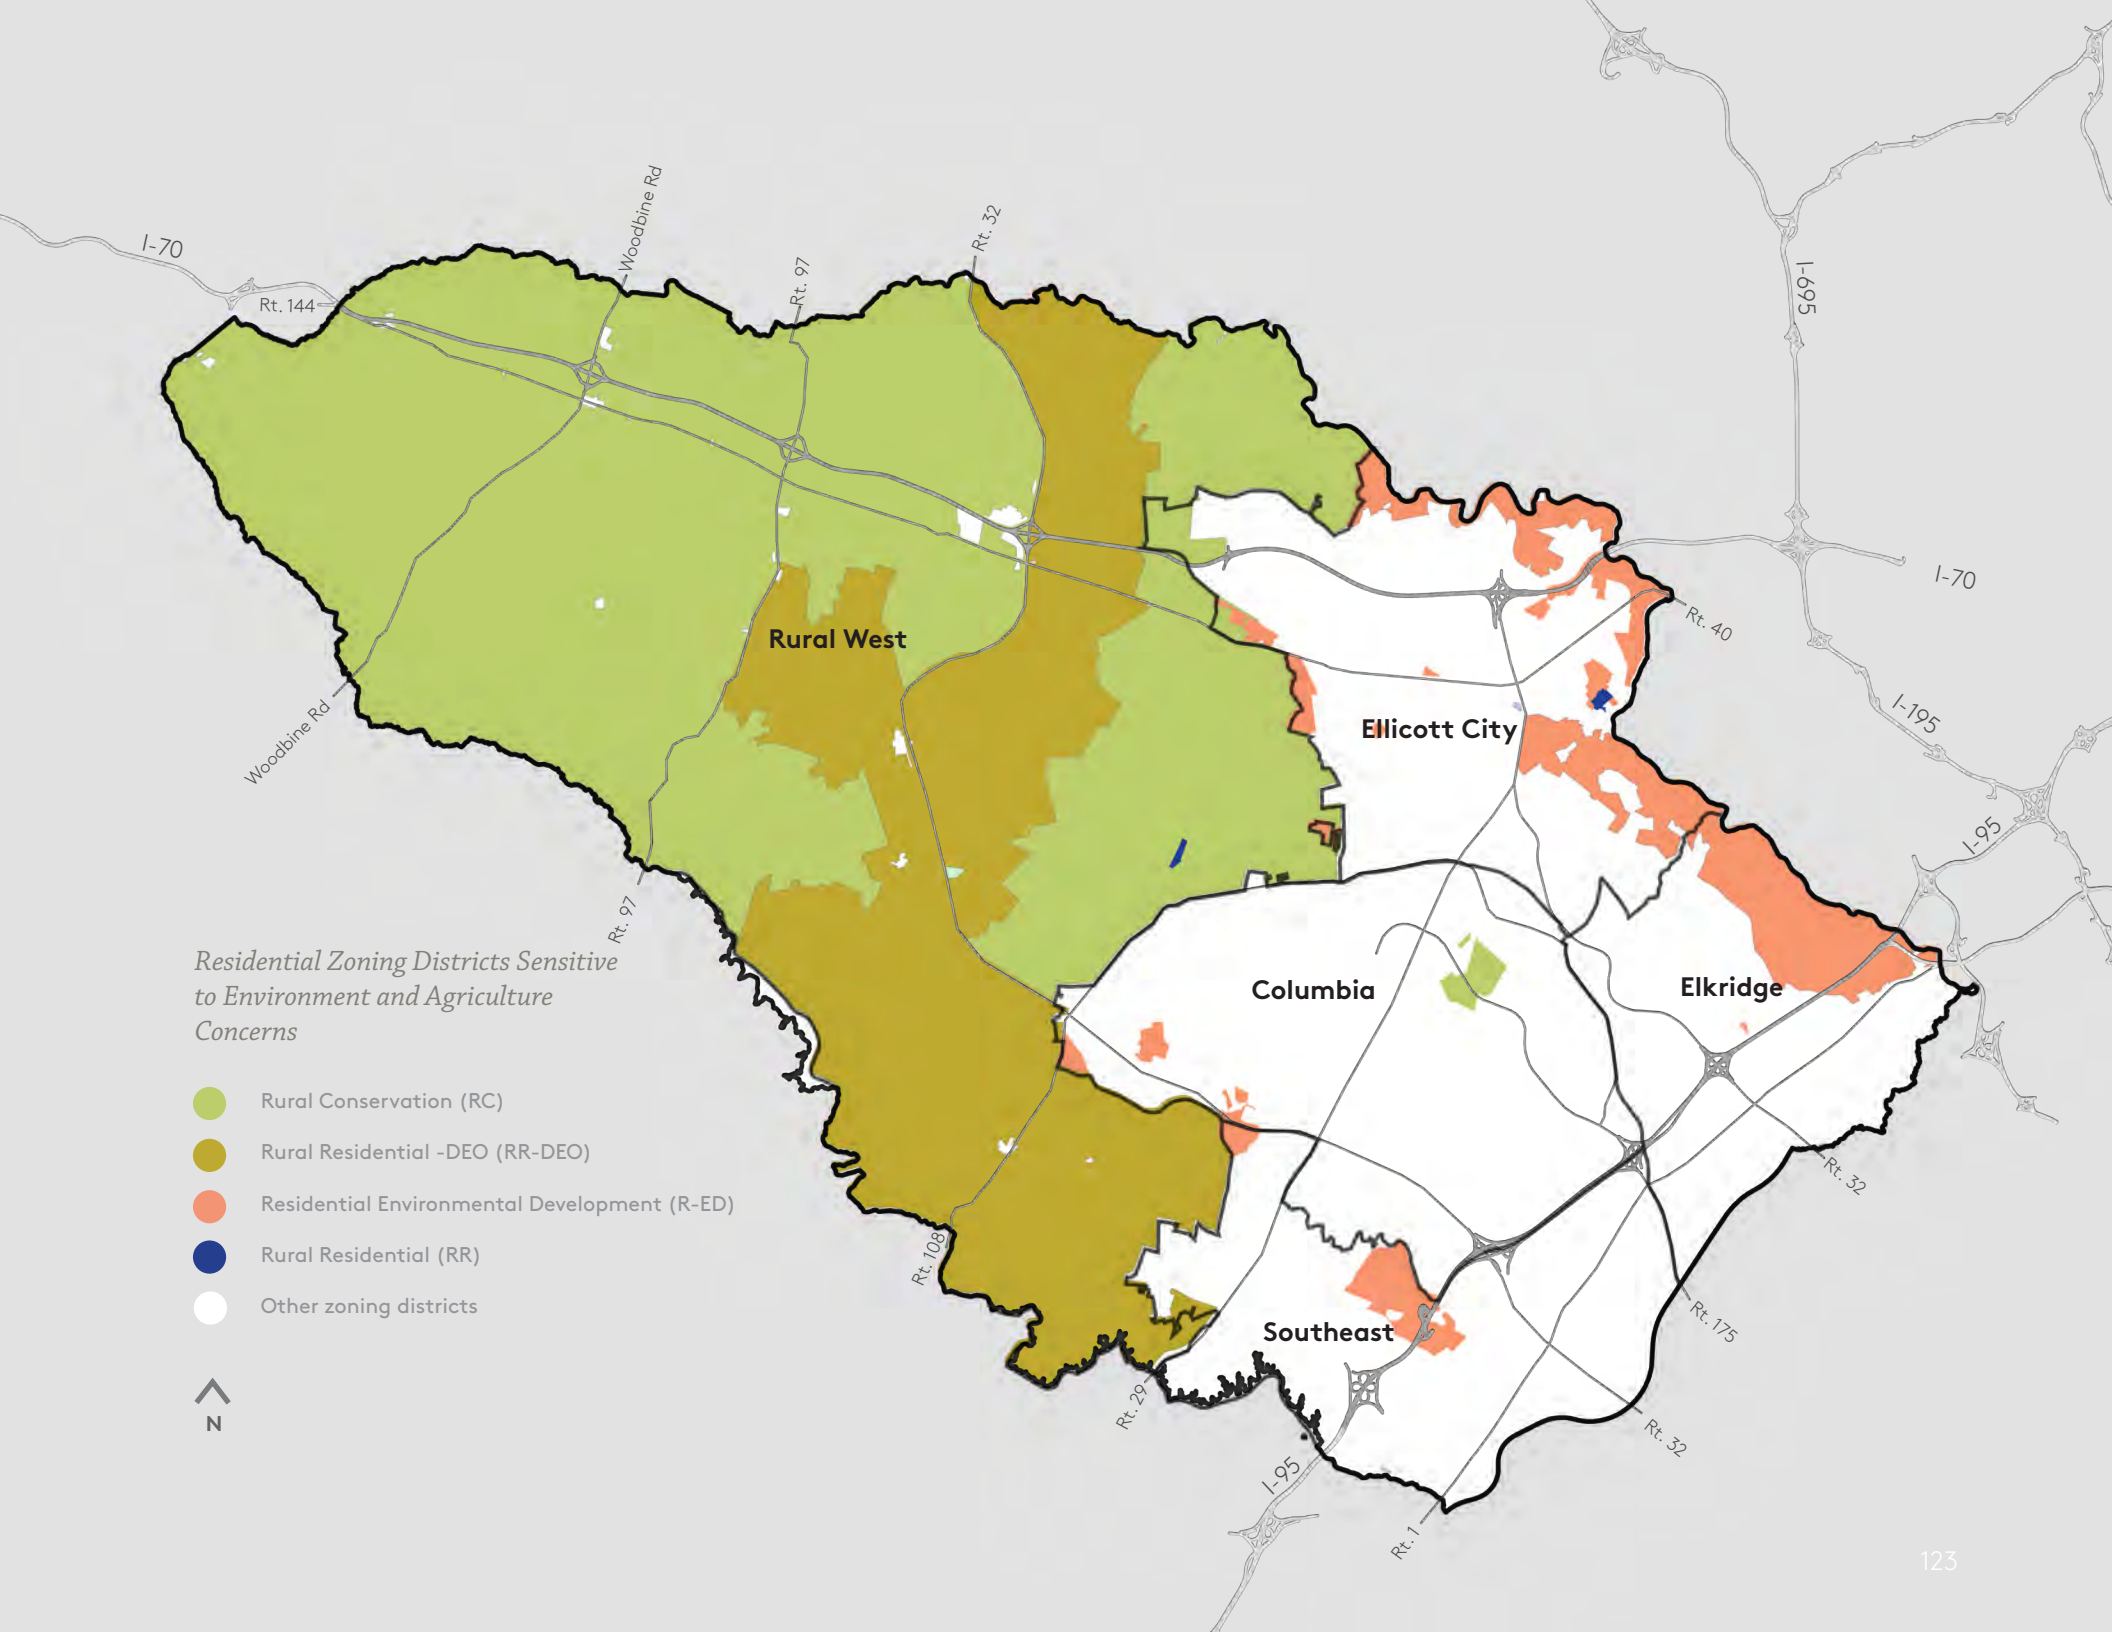 I-70
Rt. 144
Woodbine Rd
Rt. 97
Rt. 32
I-695
I-70
Rt. 40
I-195
I-95
Rural West
Ellicott City
Woodbine Rd
Rt. 97
Columbia
Elkridge
Residential Zoning Districts Sensitive
to Environment and Agriculture
Concerns
Rural Conservation (RC)
Rural Residential -DEO (RR-DEO)
Residential Environmental Development (R-ED)
Rural Residential (RR)
Other zoning districts
N
Rt. 108
Rt. 32
Rt. 175
Southeast
Rt. 29
Rt. 32
I-95
Rt. 1
123